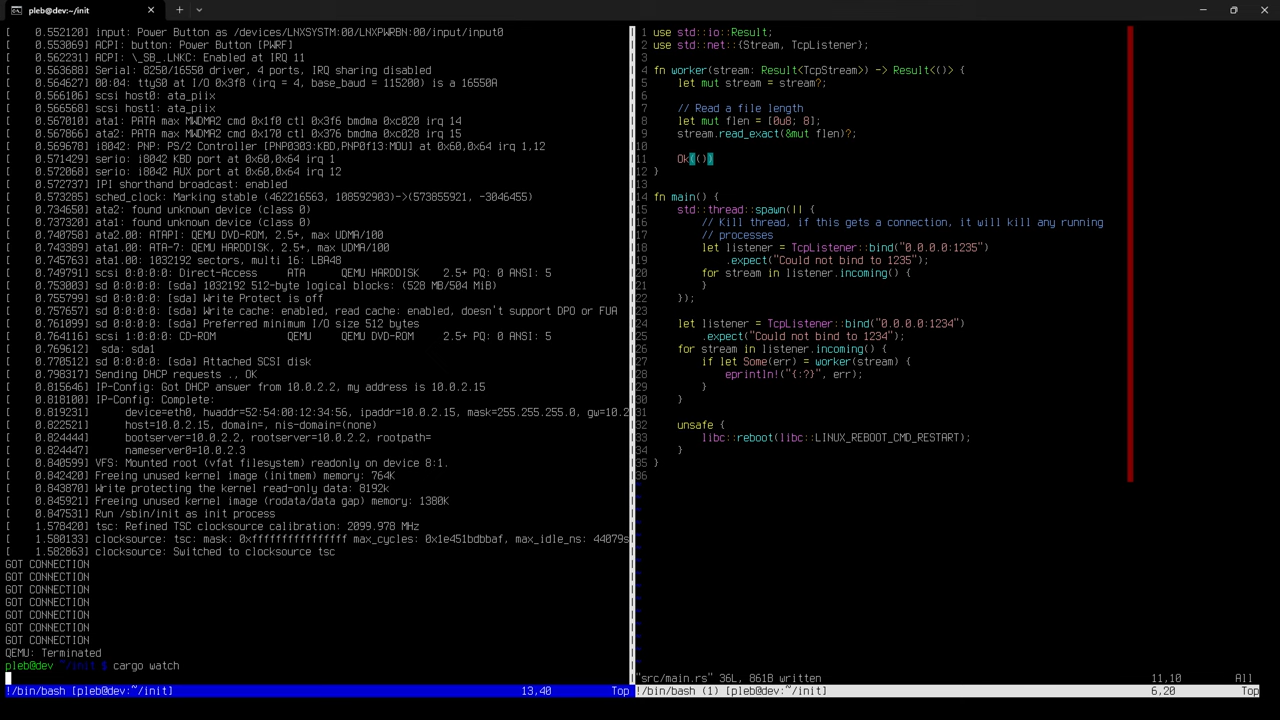 pleb@dev:~/init
[    0.552120] input: Power Button as /devices/LNXSYSTM:00/LNXPWRBN:00/input/input0
[    0.553069] ACPI: button: Power Button [PWRF]
[    0.562231] ACPI: \_SB_.LNKC: Enabled at IRQ 11
[    0.563688] Serial: 8250/16550 driver, 4 ports, IRQ sharing disabled
[    0.564627] 00:04: ttyS0 at I/O 0x3f8 (irq = 4, base_baud = 115200) is a 16550A
[    0.566106] scsi host0: ata_piix
[    0.566568] scsi host1: ata_piix
[    0.567010] ata1: PATA max MWDMA2 cmd 0x1f0 ctl 0x3f6 bmdma 0xc020 irq 14
[    0.567866] ata2: PATA max MWDMA2 cmd 0x170 ctl 0x376 bmdma 0xc028 irq 15
[    0.569678] i8042: PNP: PS/2 Controller [PNP0303:KBD,PNP0f13:MOU] at 0x60,0x64 irq 1,12
[    0.571429] serio: i8042 KBD port at 0x60,0x64 irq 1
[    0.572068] serio: i8042 AUX port at 0x60,0x64 irq 12
[    0.572737] IPI shorthand broadcast: enabled
[    0.573285] sched_clock: Marking stable (462216563, 108592903)->(573855921, -3046455)
[    0.734650] ata2: found unknown device (class 0)
[    0.737320] ata1: found unknown device (class 0)
[    0.740758] ata2.00: ATAPI: QEMU DVD-ROM, 2.5+, max UDMA/100
[    0.743389] ata1.00: ATA-7: QEMU HARDDISK, 2.5+, max UDMA/100
[    0.745763] ata1.00: 1032192 sectors, multi 16: LBA48
[    0.749791] scsi 0:0:0:0: Direct-Access     ATA      QEMU HARDDISK    2.5+ PQ: 0 ANSI: 5
[    0.753003] sd 0:0:0:0: [sda] 1032192 512-byte logical blocks: (528 MB/504 MiB)
[    0.755799] sd 0:0:0:0: [sda] Write Protect is off
[    0.757657] sd 0:0:0:0: [sda] Write cache: enabled, read cache: enabled, doesn't support DPO or FUA
[    0.761099] sd 0:0:0:0: [sda] Preferred minimum I/O size 512 bytes
[    0.764116] scsi 1:0:0:0: CD-ROM            QEMU     QEMU DVD-ROM     2.5+ PQ: 0 ANSI: 5
[    0.769612]  sda: sda1
[    0.770512] sd 0:0:0:0: [sda] Attached SCSI disk
[    0.798317] Sending DHCP requests ., OK
[    0.815646] IP-Config: Got DHCP answer from 10.0.2.2, my address is 10.0.2.15
[    0.818100] IP-Config: Complete:
[    0.819231]      device=eth0, hwaddr=52:54:00:12:34:56, ipaddr=10.0.2.15, mask=255.255.255.0, gw=10.2
[    0.822521]      host=10.0.2.15, domain=, nis-domain=(none)
[    0.824444]      bootserver=10.0.2.2, rootserver=10.0.2.2, rootpath=
[    0.824447]      nameserver0=10.0.2.3
[    0.840599] VFS: Mounted root (vfat filesystem) readonly on device 8:1.
[    0.842420] Freeing unused kernel image (initmem) memory: 764K
[    0.843870] Write protecting the kernel read-only data: 8192k
[    0.845921] Freeing unused kernel image (rodata/data gap) memory: 1380K
[    0.847531] Run /sbin/init as init process
[    1.578420] tsc: Refined TSC clocksource calibration: 2099.978 MHz
[    1.580133] clocksource: tsc: mask: 0xffffffffffffffff max_cycles: 0x1e451bdbbaf, max_idle_ns: 44079s
[    1.582863] clocksource: Switched to clocksource tsc
GOT CONNECTION
GOT CONNECTION
GOT CONNECTION
GOT CONNECTION
GOT CONNECTION
GOT CONNECTION
GOT CONNECTION
QEMU: Terminated
pleb@dev ~/init $ cargo watch
!/bin/bash [pleb@dev:~/init]    13,40    Top
1 use std::io::Result;
2 use std::net::{Stream, TcpListener};
3
4 fn worker(stream: Result<TcpStream>) -> Result<()> {
5     let mut stream = stream?;
6
7     // Read a file length
8     let mut flen = [0u8; 8];
9     stream.read_exact(&mut flen)?;
10
11     Ok(())
12 }
13
14 fn main() {
15     std::thread::spawn(|| {
16         // Kill thread, if this gets a connection, it will kill any running
17         // processes
18         let listener = TcpListener::bind("0.0.0.0:1235")
19             .expect("Could not bind to 1235");
20         for stream in listener.incoming() {
21         }
22     });
23
24     let listener = TcpListener::bind("0.0.0.0:1234")
25         .expect("Could not bind to 1234");
26     for stream in listener.incoming() {
27         if let Some(err) = worker(stream) {
28             eprintln!("{:?}", err);
29         }
30     }
31
32     unsafe {
33         libc::reboot(libc::LINUX_REBOOT_CMD_RESTART);
34     }
35 }
36
"src/main.rs" 36L, 861B written    11,10    All
!/bin/bash (1) [pleb@dev:~/init]    6,20    Top